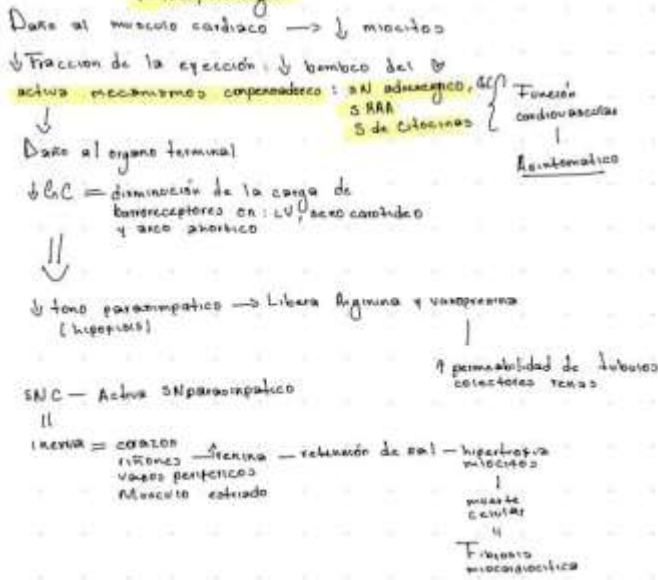 Daño al musculo cardiaco → ↓ miocitos
↓ Fraccion de la eyección: ↓ bombeo del
activa mecanismos compensadores: SN adrenergico,
SRAA
S de citocinas
Función
cardiovascular
Asintomatico
↓
Daño al organo terminal
↓ GC = disminución de la carga de
barorreceptores en: LV, seno carotideo
y arco ahortico
↓ tono parasimpatico → Libera Arginina y vasopresina
(hipofisis)
↑ permeabilidad de tubulos
colectores renas
SNC — Activa SNparasimpatico
Inerva = corazon
riñones → ↑renina — retención de sal — hipertrofia
miocitos
vasos perifericos
Musculo estriado
muerte
celular
Fibrosis
miocardiocitica